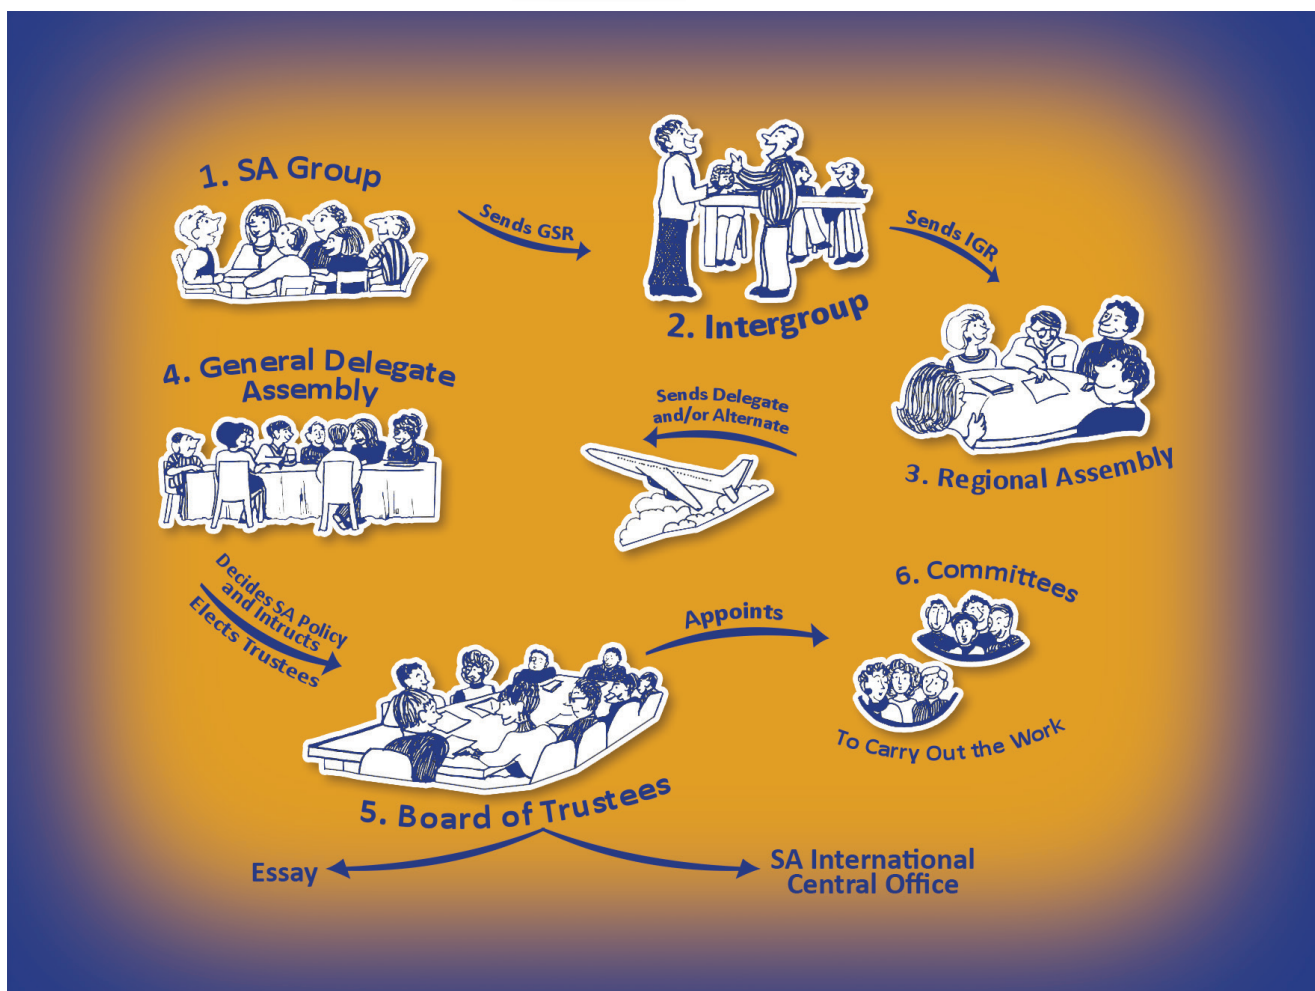 1. SA Group
Sends GSR
2. Intergroup
Sends IGR
3. Regional Assembly
Sends Delegate
and/or Alternate
4. General Delegate
Assembly
Decides SA Policy
and Intructs
Elects Trustees
5. Board of Trustees
Appoints
6. Committees
To Carry Out the Work
Essay
SA International
Central Office